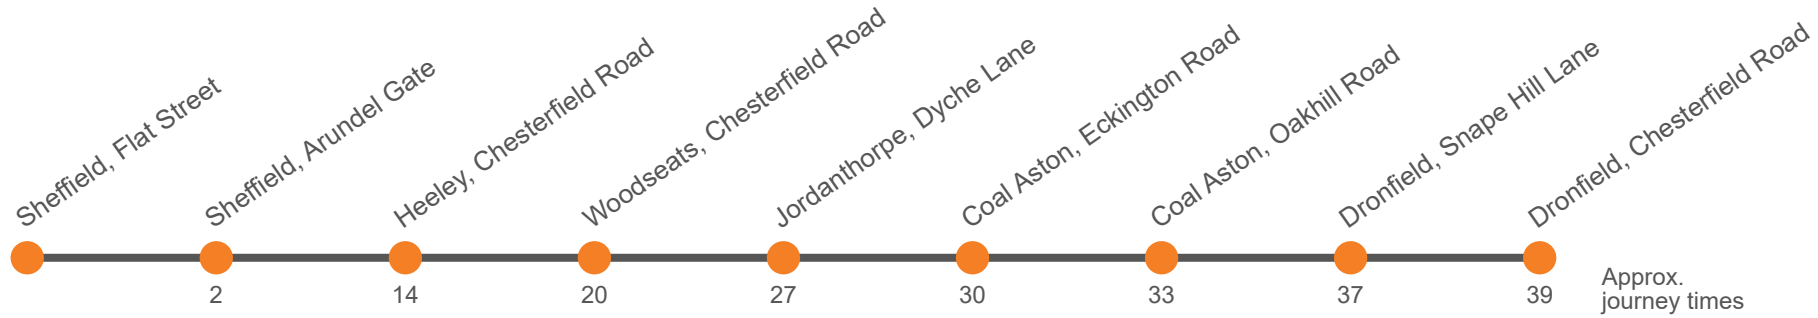 Sheffield, Flat Street
Sheffield, Arundel Gate
Heeley, Chesterfield Road
Woodseats, Chesterfield Road
Jordanthorpe, Dyche Lane
Coal Aston, Eckington Road
Coal Aston, Oakhill Road
Dronfield, Snape Hill Lane
Dronfield, Chesterfield Road
2 14 20 27 30 33 37 39
Approx.
journey times